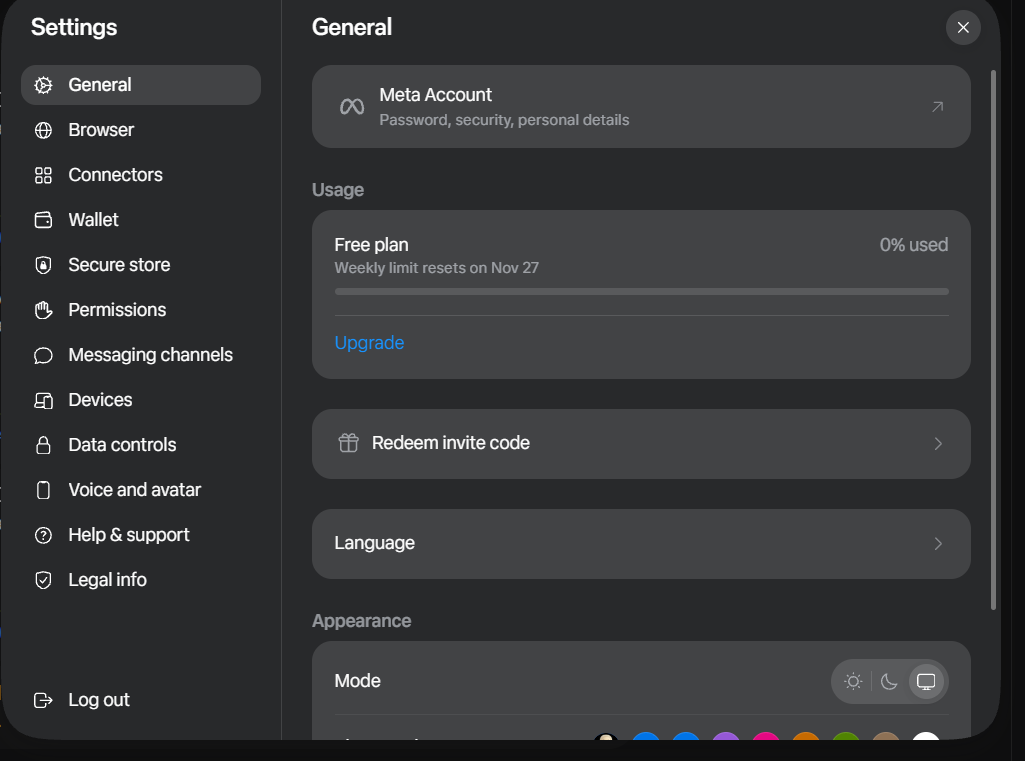 Settings
General
Browser
Connectors
Wallet
Secure store
Permissions
Messaging channels
Devices
Data controls
Voice and avatar
Help & support
Legal info
Log out
General
Meta Account
Password, security, personal details
Usage
Free plan
0% used
Weekly limit resets on Nov 27
Upgrade
Redeem invite code
Language
Appearance
Mode